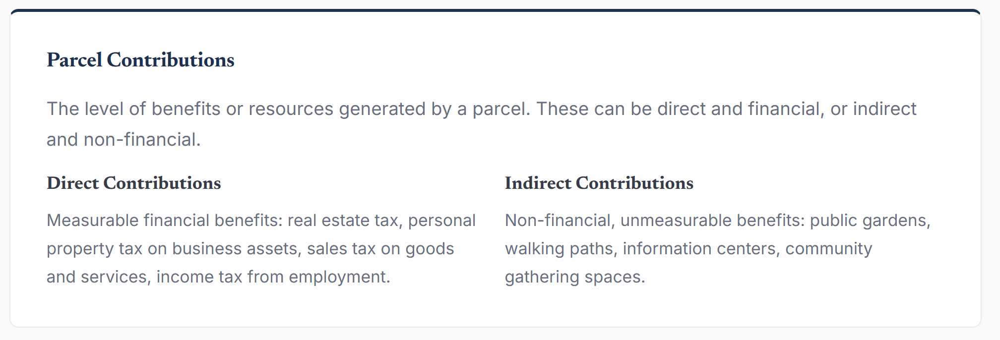 Parcel Contributions
The level of benefits or resources generated by a parcel. These can be direct and financial, or indirect
and non-financial.
Direct Contributions
Measurable financial benefits: real estate tax, personal
property tax on business assets, sales tax on goods
and services, income tax from employment.
Indirect Contributions
Non-financial, unmeasurable benefits: public gardens,
walking paths, information centers, community
gathering spaces.